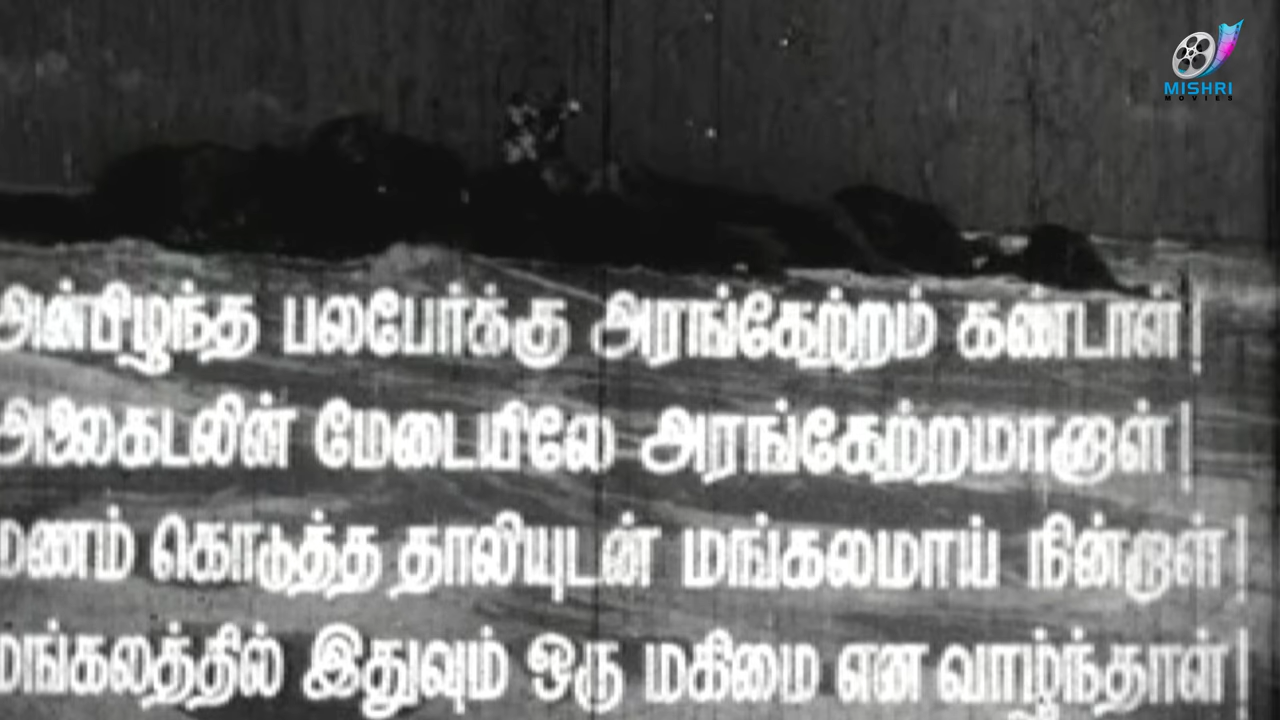 MISHRI
MOVIES
அன்பிழந்த பலபேர்க்கு அரங்கேற்றம் கண்டாள்|
அலைகடலின் மேடையிலே அரங்கேற்றமானாள்|
மணம் கொடுத்த தாலியுடன் மங்கலமாய் நின்றாள்|
மங்கலத்தில் இதுவும் ஒரு மகிமை என வாழ்ந்தாள்|